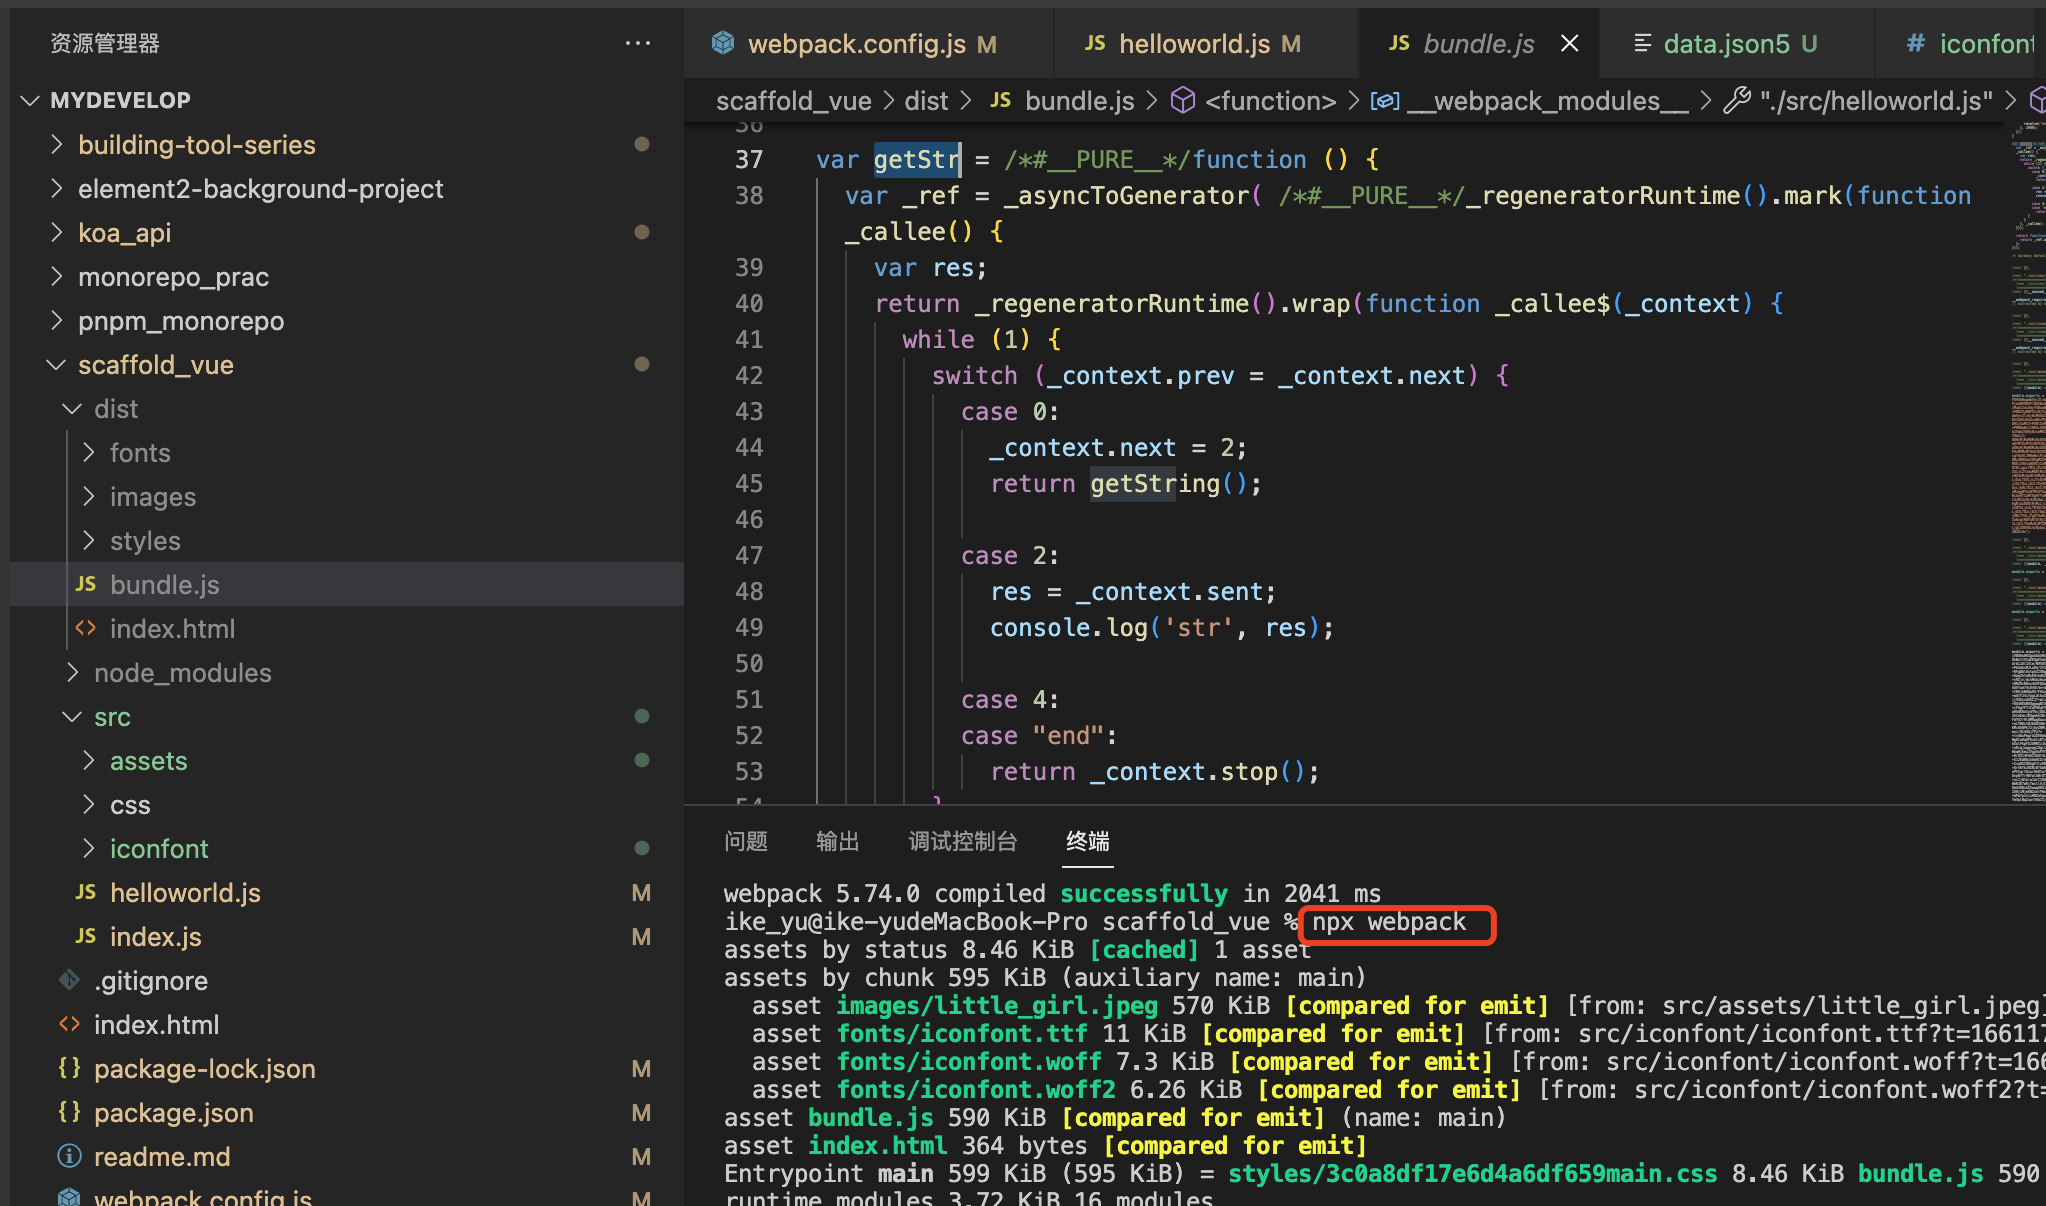 资源管理器
MYDEVELOP
building-tool-series
element2-background-project
koa_api
monorepo_prac
pnpm_monorepo
scaffold_vue
dist
fonts
images
styles
JS bundle.js
<> index.html
node_modules
src
assets
css
iconfont
JS helloworld.js M
JS index.js M
.gitignore
<> index.html
{} package-lock.json M
{} package.json M
readme.md M
webpack.config.js M
webpack.config.js M
JS helloworld.js M
JS bundle.js
data.json5 U
# iconfont
scaffold_vue > dist > JS bundle.js > <function> > __webpack_modules__ > "./src/helloworld.js" >
36
37 var getStr = /*#__PURE__*/function () {
38 var _ref = _asyncToGenerator( /*#__PURE__*/_regeneratorRuntime().mark(function
_callee() {
39 var res;
40 return _regeneratorRuntime().wrap(function _callee$(_context) {
41 while (1) {
42 switch (_context.prev = _context.next) {
43 case 0:
44 _context.next = 2;
45 return getString();
46
47 case 2:
48 res = _context.sent;
49 console.log('str', res);
50
51 case 4:
52 case "end":
53 return _context.stop();
54 }
问题 输出 调试控制台 终端
webpack 5.74.0 compiled successfully in 2041 ms
ike_yu@ike-yudeMacBook-Pro scaffold_vue % npx webpack
assets by status 8.46 KiB [cached] 1 asset
assets by chunk 595 KiB (auxiliary name: main)
asset images/little_girl.jpeg 570 KiB [compared for emit] [from: src/assets/little_girl.jpeg]
asset fonts/iconfont.ttf 11 KiB [compared for emit] [from: src/iconfont/iconfont.ttf?t=166117
asset fonts/iconfont.woff 7.3 KiB [compared for emit] [from: src/iconfont/iconfont.woff?t=166
asset fonts/iconfont.woff2 6.26 KiB [compared for emit] [from: src/iconfont/iconfont.woff2?t=
asset bundle.js 590 KiB [compared for emit] (name: main)
asset index.html 364 bytes [compared for emit]
Entrypoint main 599 KiB (595 KiB) = styles/3c0a8df17e6d4a6df659main.css 8.46 KiB bundle.js 590
runtime modules 3.72 KiB 16 modules